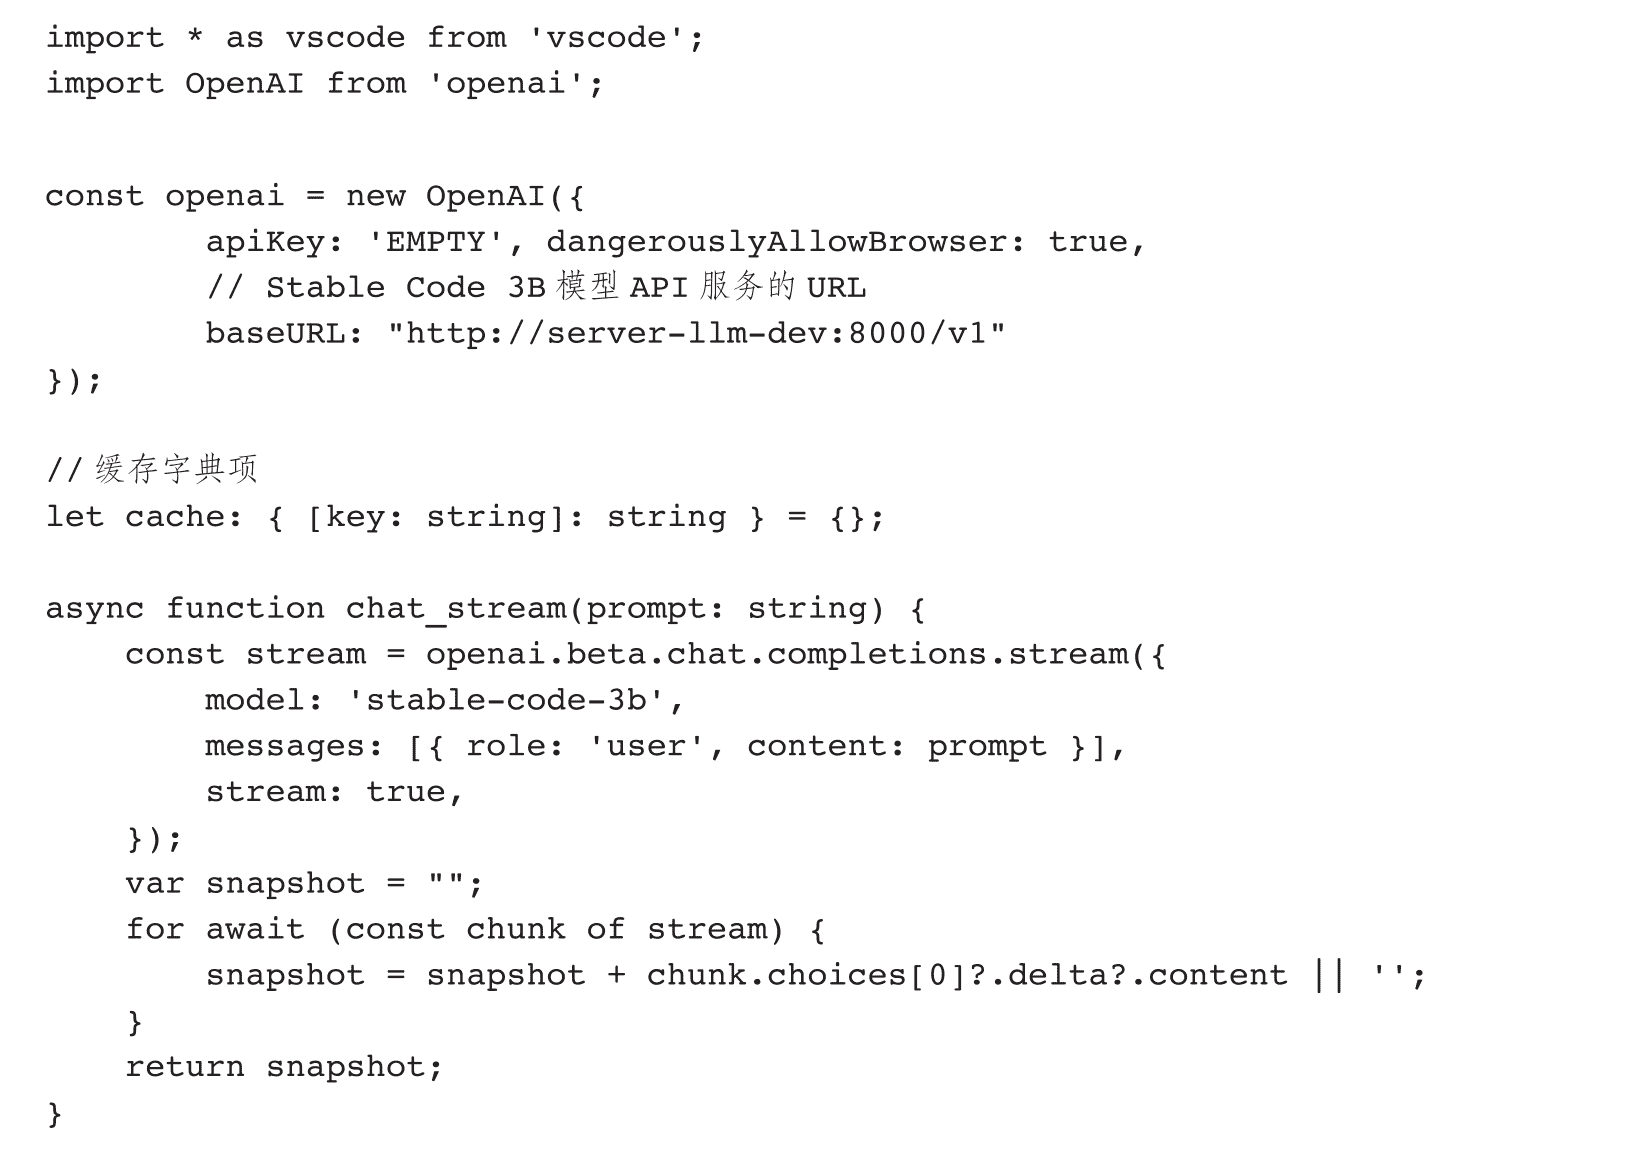 import * as vscode from 'vscode';
import OpenAI from 'openai';
const openai = new OpenAI({
        apiKey: 'EMPTY', dangerouslyAllowBrowser: true,
        // Stable Code 3B 模型 API 服务的 URL
        baseURL: "http://server-llm-dev:8000/v1"
});
// 缓存字典项
let cache: { [key: string]: string } = {};
async function chat_stream(prompt: string) {
    const stream = openai.beta.chat.completions.stream({
        model: 'stable-code-3b',
        messages: [{ role: 'user', content: prompt }],
        stream: true,
    });
    var snapshot = "";
    for await (const chunk of stream) {
        snapshot = snapshot + chunk.choices[0]?.delta?.content || '';
    }
    return snapshot;
}